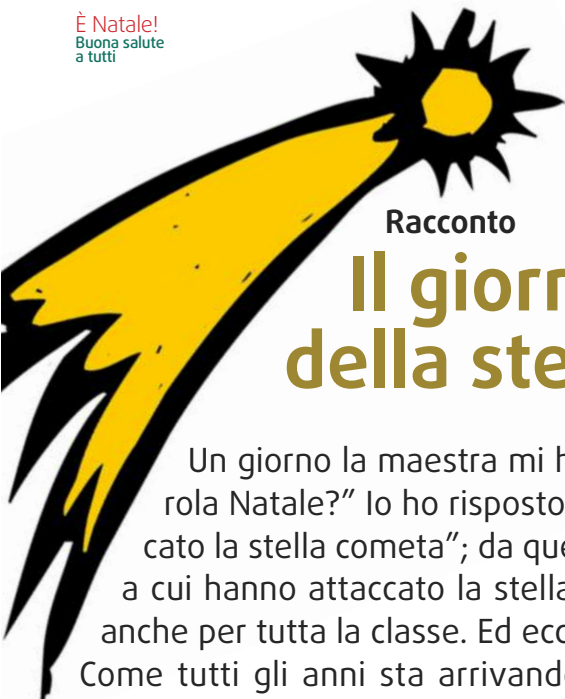 È Natale!
Buona salute
a tutti
Racconto
Il giorn
della ste
Un giorno la maestra mi h
rola Natale?” Io ho risposto
cato la stella cometa”; da que
a cui hanno attaccato la stella
anche per tutta la classe. Ed ecc
Come tutti gli anni sta arrivand